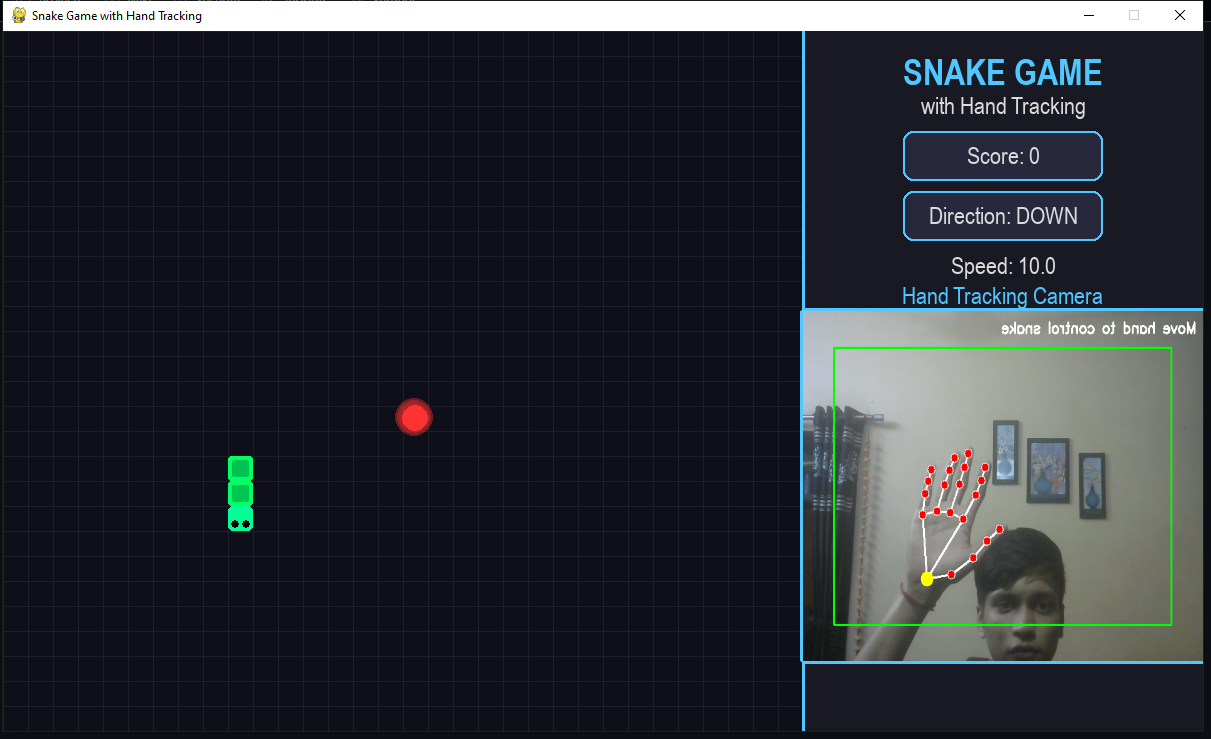 Snake Game with Hand Tracking
SNAKE GAME
with Hand Tracking
Score: 0
Direction: DOWN
Speed: 10.0
Hand Tracking Camera
Move hand to control snake